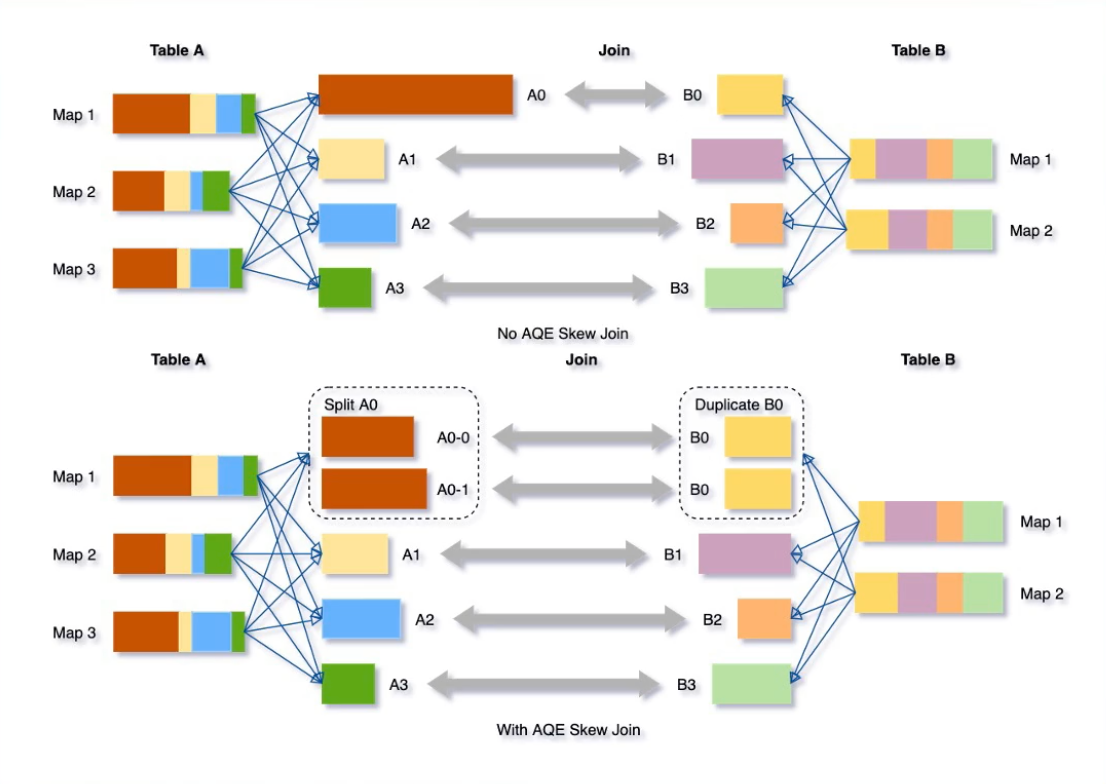 Table A
Join
Table B
Map 1
A0
B0
A1
B1
Map 1
Map 2
A2
B2
Map 2
Map 3
A3
B3
No AQE Skew Join
Table A
Join
Table B
Split A0
Duplicate B0
A0-0
B0
Map 1
A0-1
B0
Map 1
Map 2
A1
B1
Map 2
A2
B2
Map 3
A3
B3
With AQE Skew Join